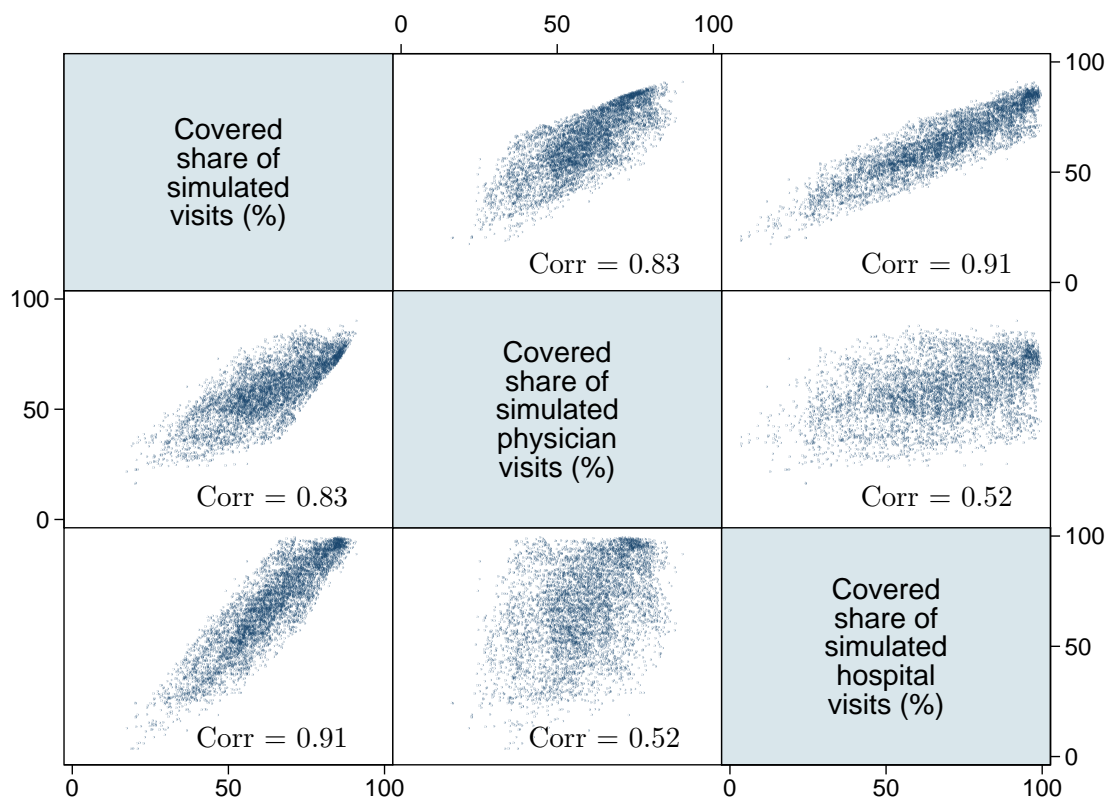 0 50 100
Covered
share of
simulated
visits (%)
Corr = 0.83
Corr = 0.91
100
50
0
100
50
0
Corr = 0.83
Covered
share of
simulated
physician
visits (%)
Corr = 0.52
Corr = 0.91
Corr = 0.52
Covered
share of
simulated
hospital
visits (%)
100
50
0
0 50 100
0 50 100